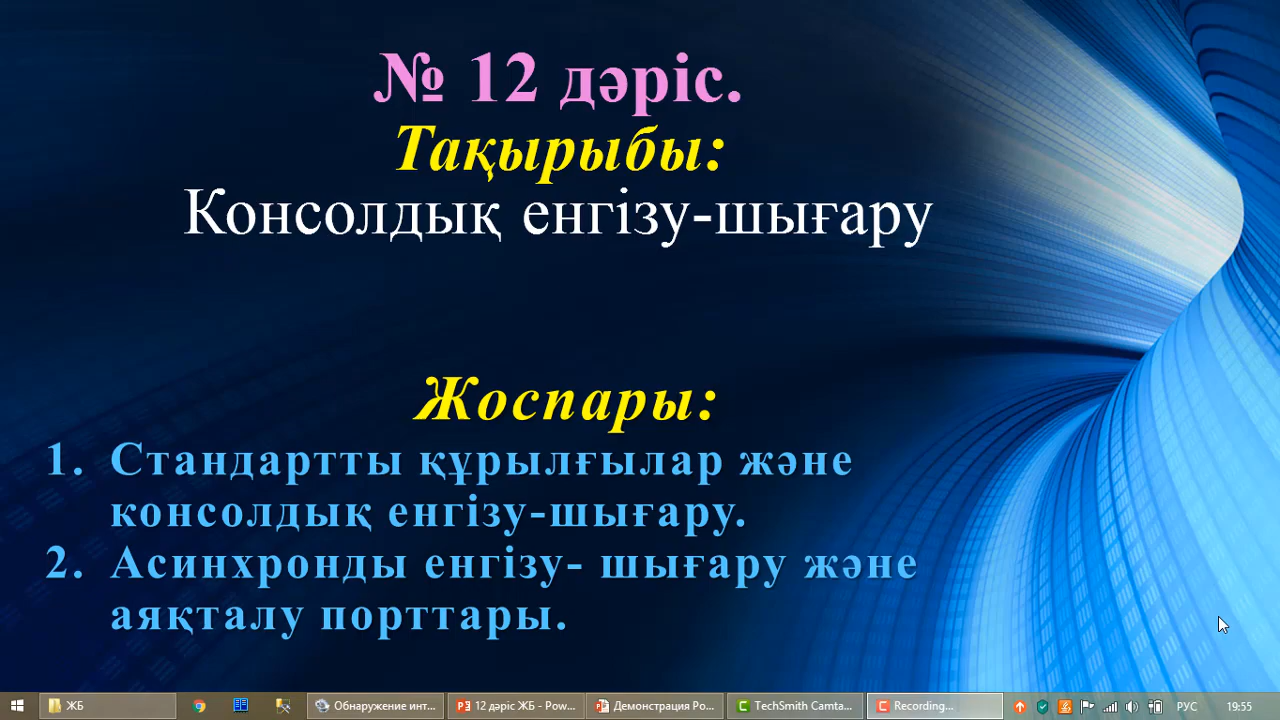 № 12 дәріс.
Тақырыбы:
Консолдық енгізу-шығару
Жоспары:
1. Стандартты құрылғылар және
консолдық енгізу-шығару.
2. Асинхронды енгізу- шығару және
аяқталу порттары.
ЖБ
Обнаружение инт...
12 дәріс ЖБ - Pow...
Демонстрация Po...
TechSmith Camta...
Recording...
РУС
19:55